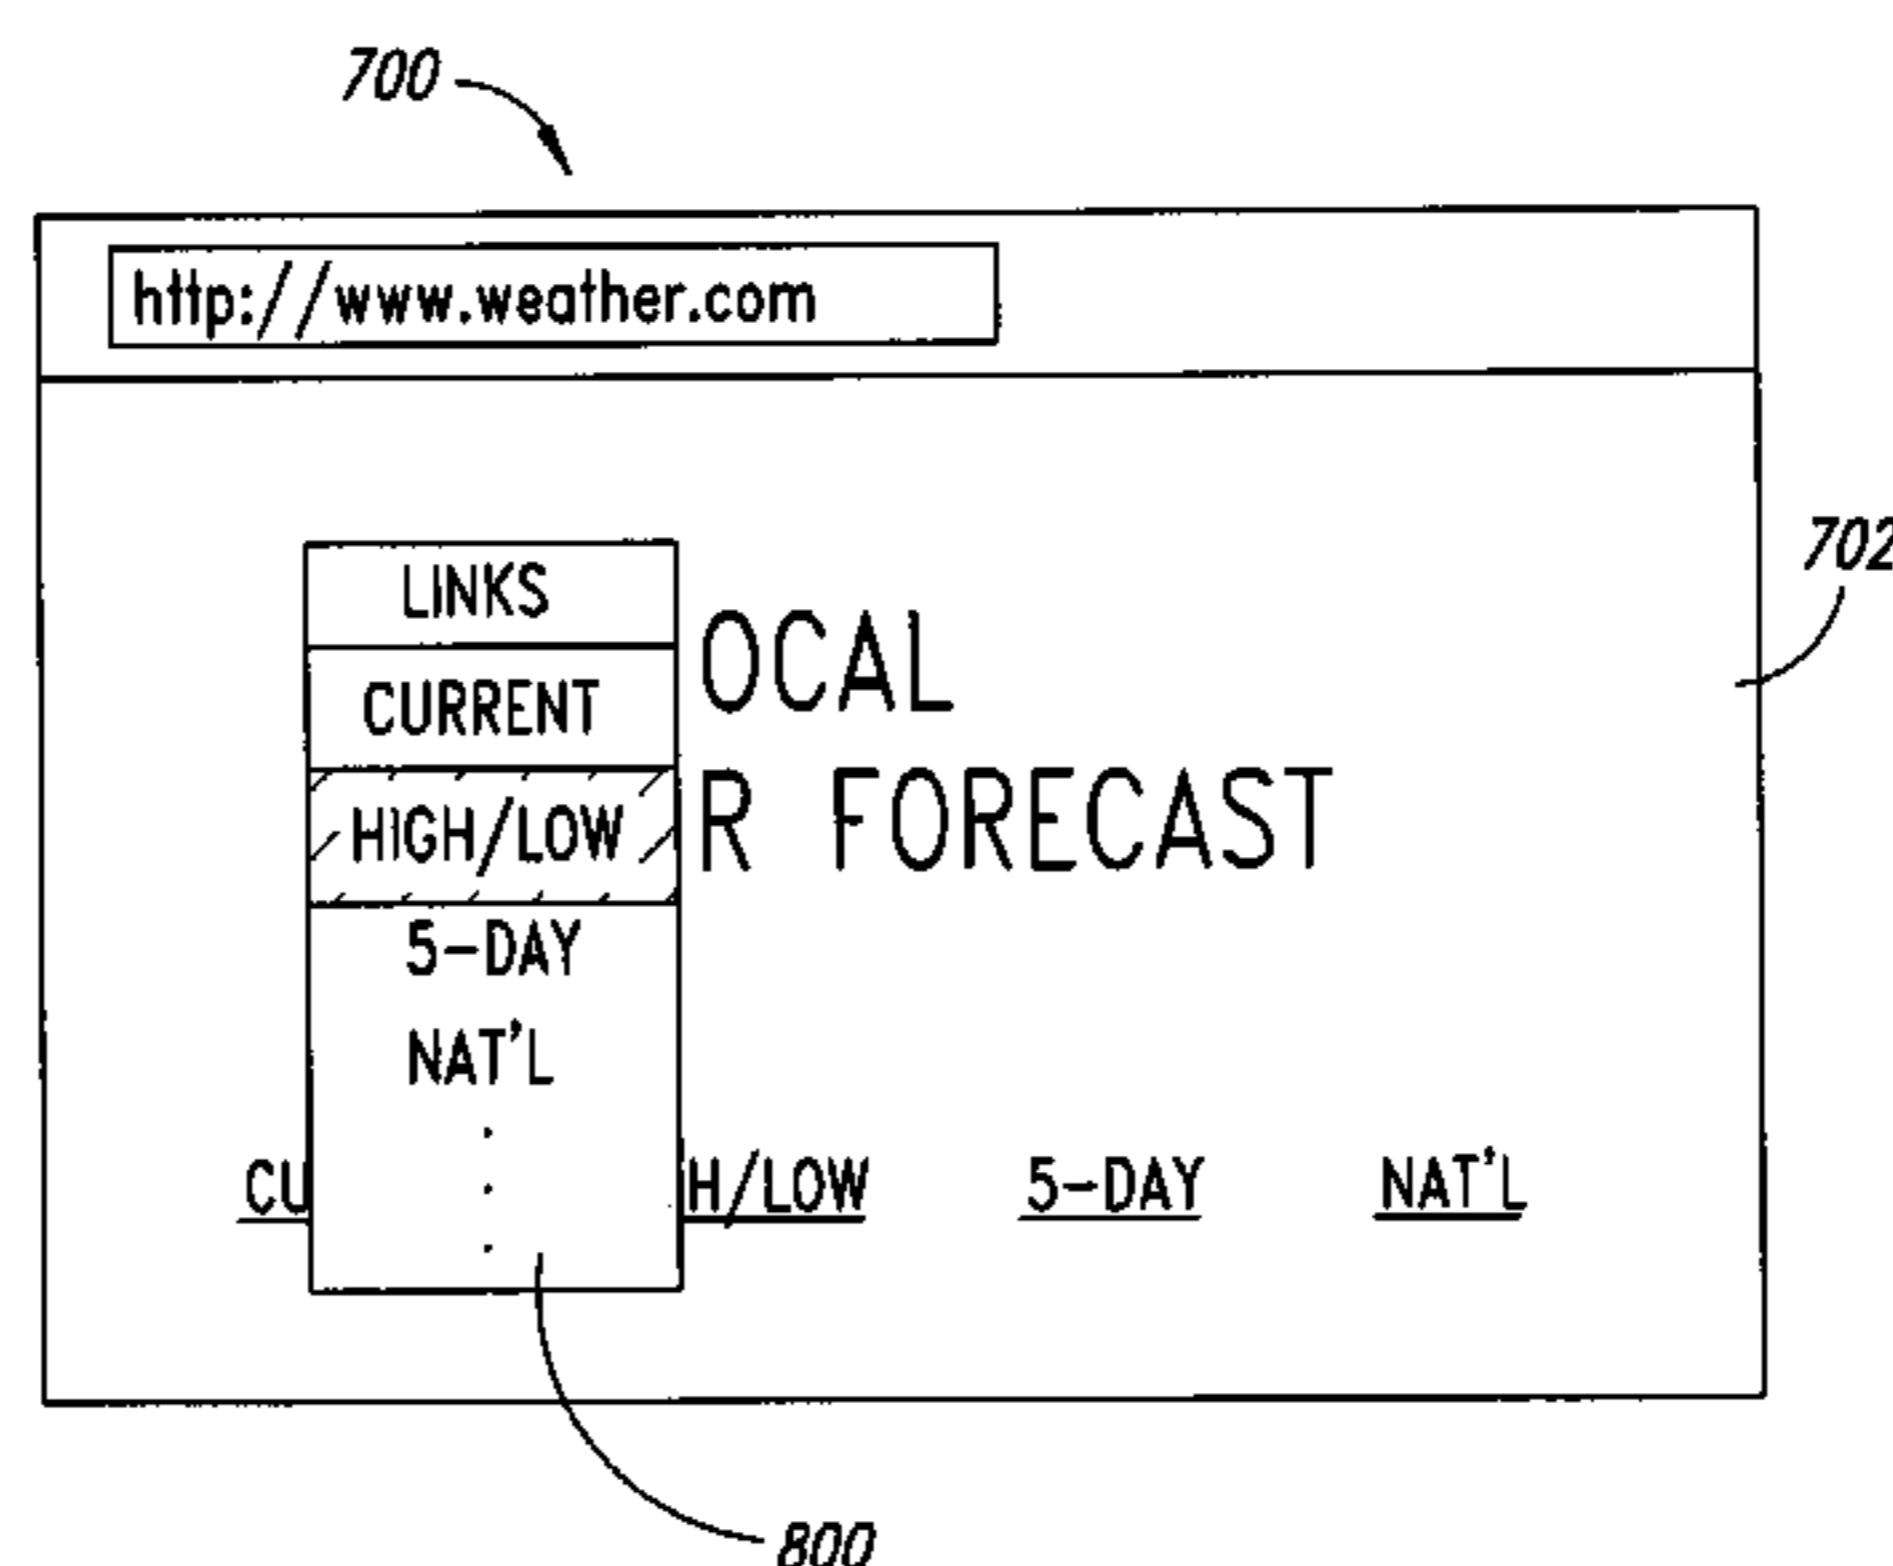 700
http://www.weather.com
702
LINKS
OCAL
CURRENT
R FORECAST
HIGH/LOW
5-DAY
NAT'L
CU H/LOW 5-DAY NAT'L
800